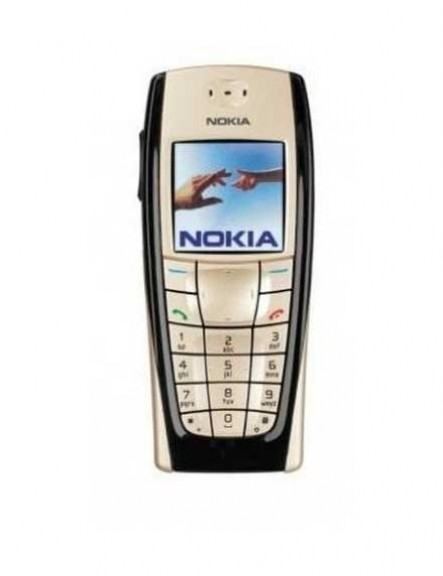 NOKIA
NOKIA
1 2 3
abc def
4 5 6
ghi jkl mno
7 8 9
pqrs tuv wxyz
0